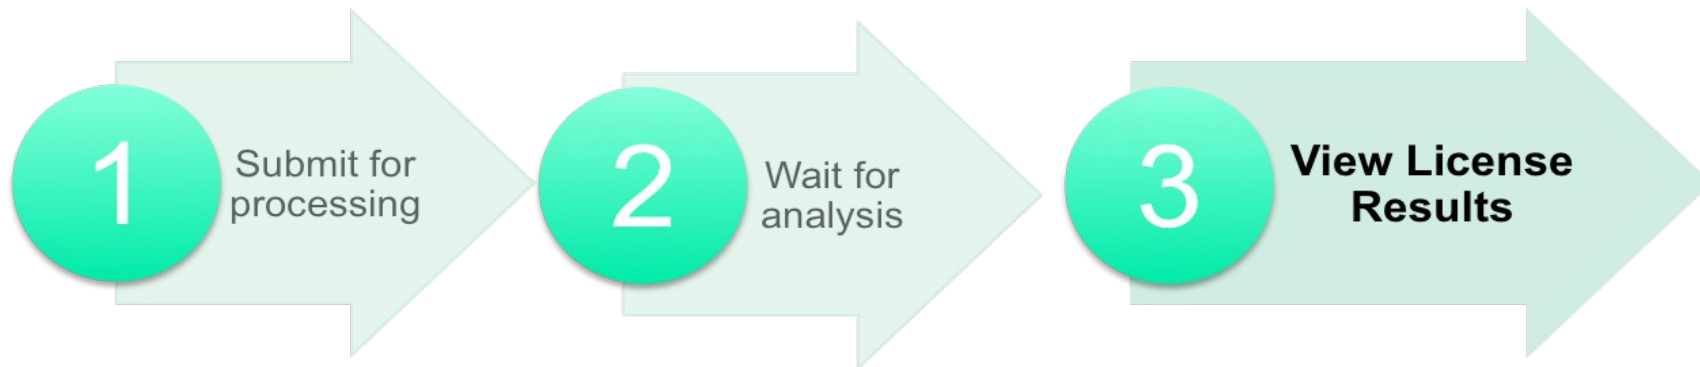 1
Submit for
processing
2
Wait for
analysis
3
View License
Results